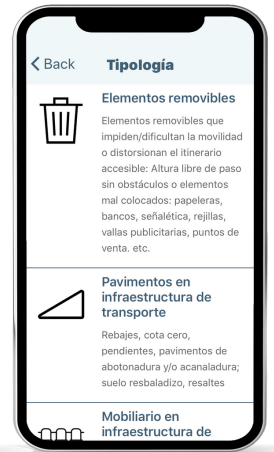 Back Tipología
Elementos removibles
Elementos removibles que
impiden/dificultan la movilidad
o distorsionan el itinerario
accesible: Altura libre de paso
sin obstáculos o elementos
mal colocados: papeleras,
bancos, señalética, rejillas,
vallas publicitarias, puntos de
venta. etc.
Pavimentos en
infraestructura de
transporte
Rebajes, cota cero,
pendientes, pavimentos de
abotonadura y/o acanaladura;
suelo resbaladizo, resaltes
Mobiliario en
infraestructura de